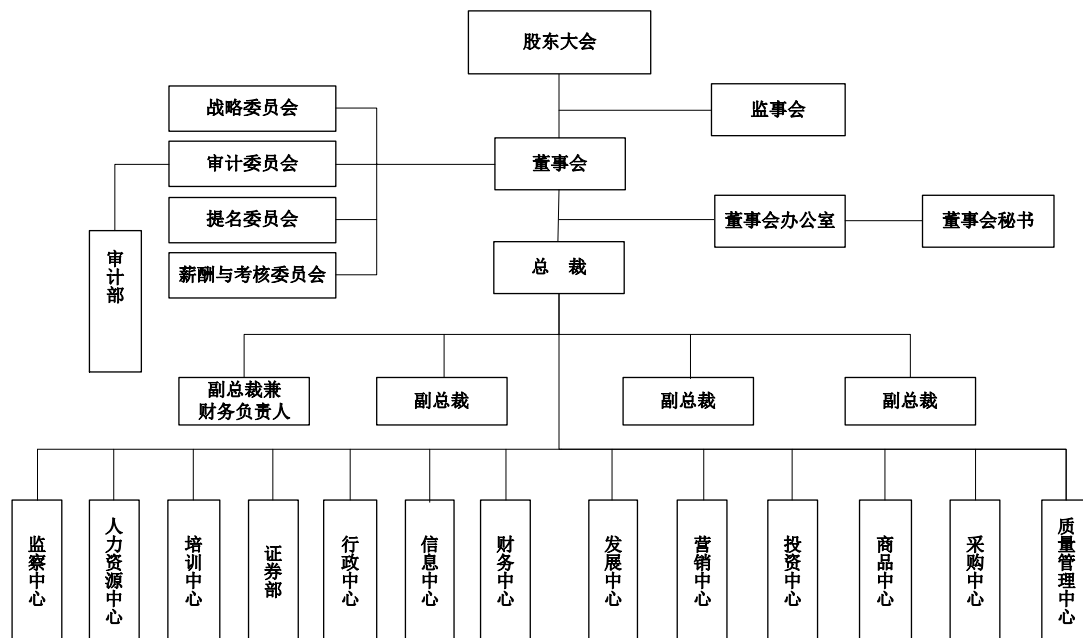 股东大会
战略委员会
监事会
审计委员会
董事会
提名委员会
董事会办公室
董事会秘书
审计部
薪酬与考核委员会
总 裁
副总裁兼
财务负责人
副总裁
副总裁
副总裁
监察中心
人力资源中心
培训中心
证券部
行政中心
信息中心
财务中心
发展中心
营销中心
投资中心
商品中心
采购中心
质量管理中心